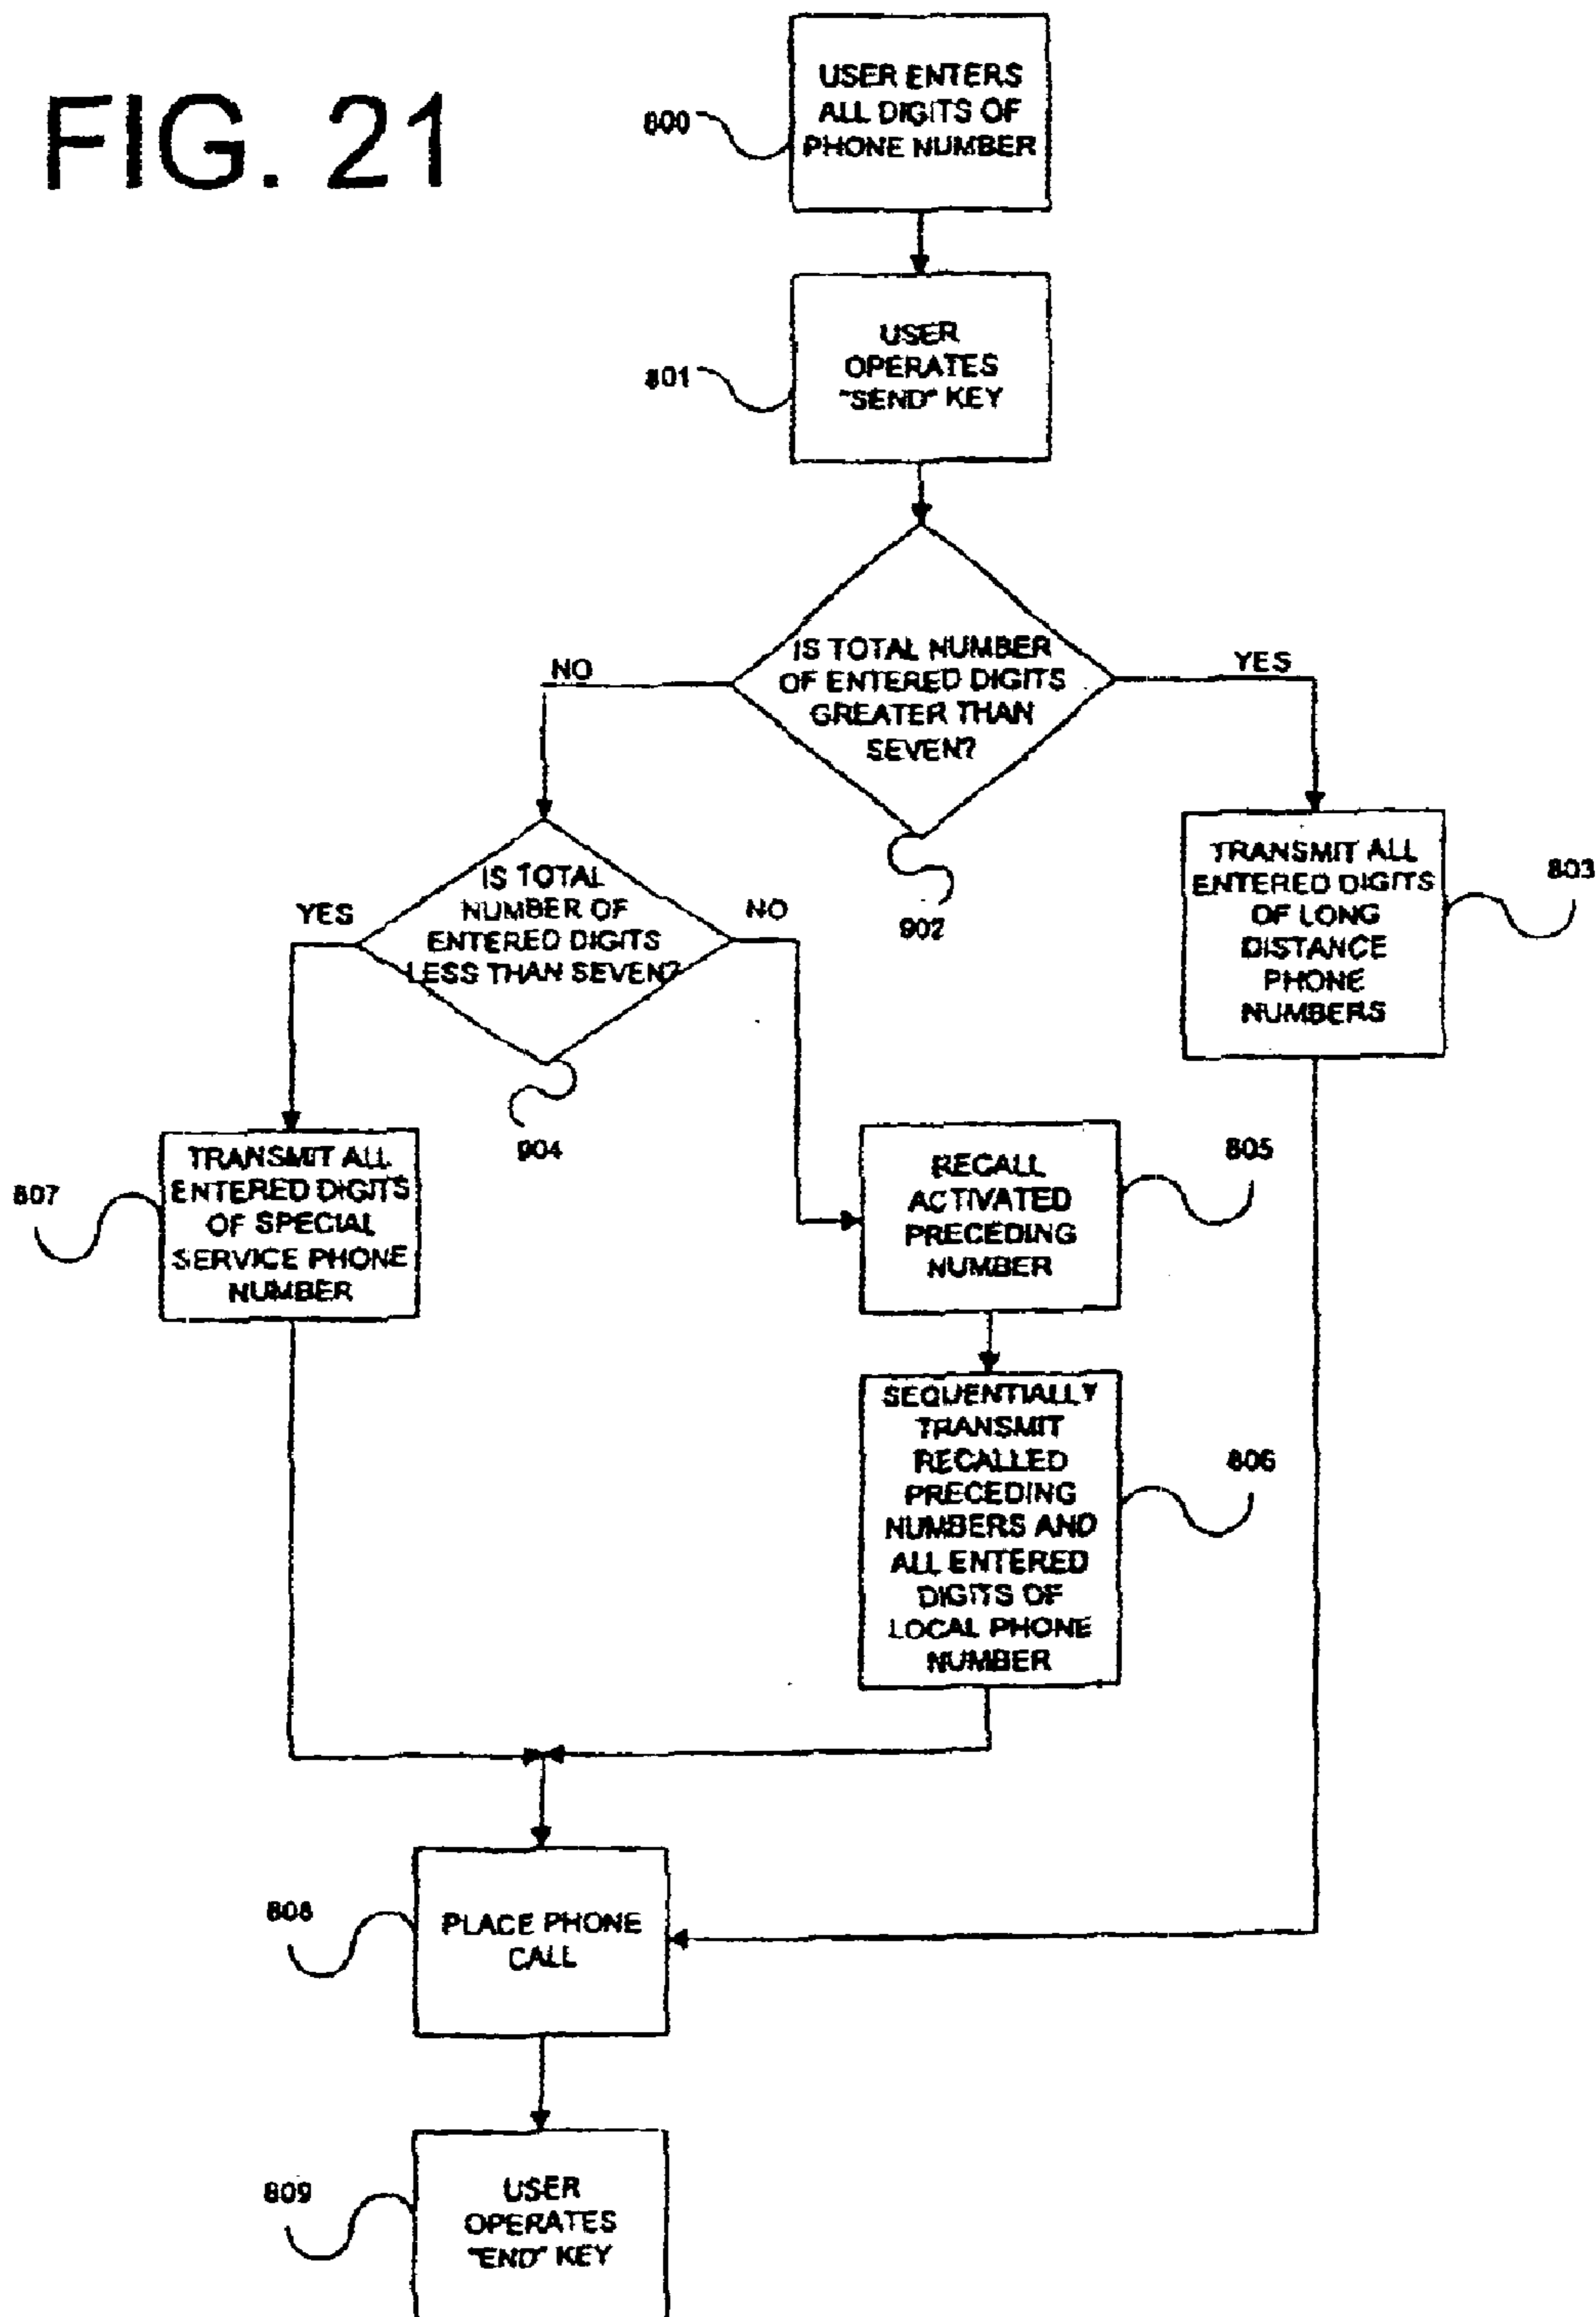 FIG. 21
800
USER ENTERS
ALL DIGITS OF
PHONE NUMBER
801
USER
OPERATES
"SEND" KEY
IS TOTAL NUMBER
OF ENTERED DIGITS
GREATER THAN
SEVEN?
NO
YES
902
TRANSMIT ALL
ENTERED DIGITS
OF LONG
DISTANCE
PHONE
NUMBERS
803
IS TOTAL
NUMBER OF
ENTERED DIGITS
LESS THAN SEVEN?
YES
NO
904
807
TRANSMIT ALL
ENTERED DIGITS
OF SPECIAL
SERVICE PHONE
NUMBER
RECALL
ACTIVATED
PRECEDING
NUMBER
805
SEQUENTIALLY
TRANSMIT
RECALLED
PRECEDING
NUMBERS AND
ALL ENTERED
DIGITS OF
LOCAL PHONE
NUMBER
806
808
PLACE PHONE
CALL
809
USER
OPERATES
"END" KEY